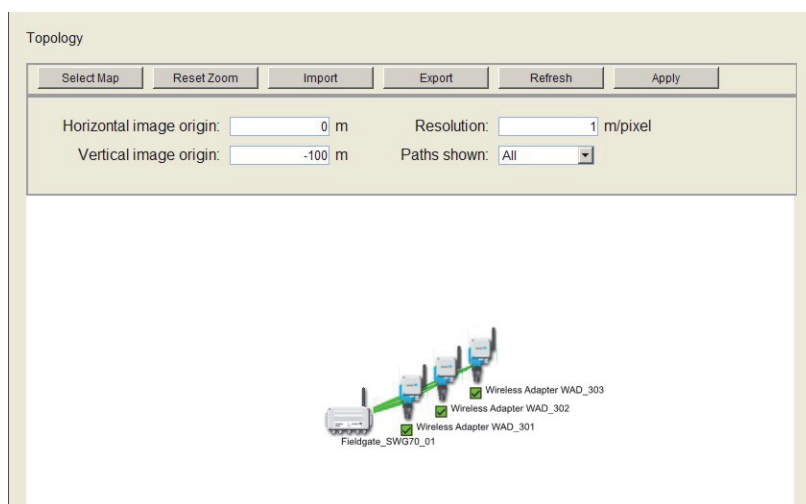 Topology
Select Map Reset Zoom Import Export Refresh Apply
Horizontal image origin: 0 m Resolution: 1 m/pixel
Vertical image origin: -100 m Paths shown: All
Wireless Adapter WAD_303
Wireless Adapter WAD_302
Wireless Adapter WAD_301
Fieldgate_SWG70_01